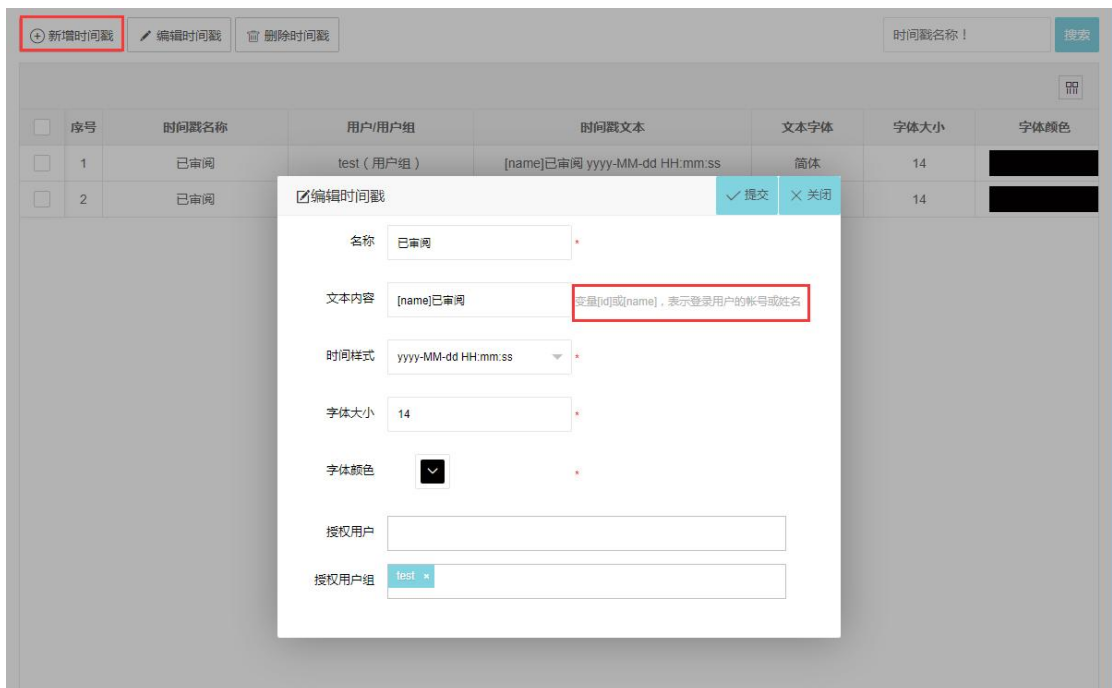 新增时间戳 编辑时间戳 删除时间戳 时间戳名称! 搜索
序号 时间戳名称 用户/用户组 时间戳文本 文本字体 字体大小 字体颜色
1 已审阅 test(用户组) [name]已审阅 yyyy-MM-dd HH:mm:ss 简体 14
2 已审阅 14
编辑时间戳 提交 关闭
名称 已审阅 *
文本内容 [name]已审阅 变量[id]或[name],表示登录用户的帐号或姓名
时间样式 yyyy-MM-dd HH:mm:ss *
字体大小 14 *
字体颜色 *
授权用户
授权用户组 test ×